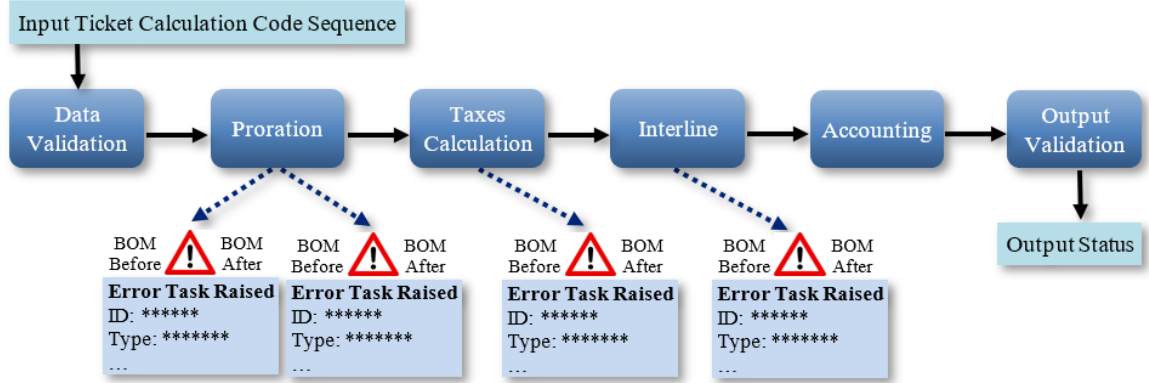 Input Ticket Calculation Code Sequence
Data
Validation
Proration
Taxes
Calculation
Interline
Accounting
Output
Validation
Output Status
BOM
Before
!
BOM
After
Error Task Raised
ID: ******
Type: *******
...
BOM
Before
!
BOM
After
Error Task Raised
ID: ******
Type: *******
...
BOM
Before
!
BOM
After
Error Task Raised
ID: ******
Type: *******
...
BOM
Before
!
BOM
After
Error Task Raised
ID: ******
Type: *******
...